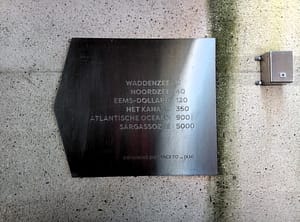 WADDENZEE
NOORDZEE 40
EEMS-DOLLARD 120
HET KANAAL 350
ATLANTISCHE OCEAAN 900
SARGASSOZEE 5000